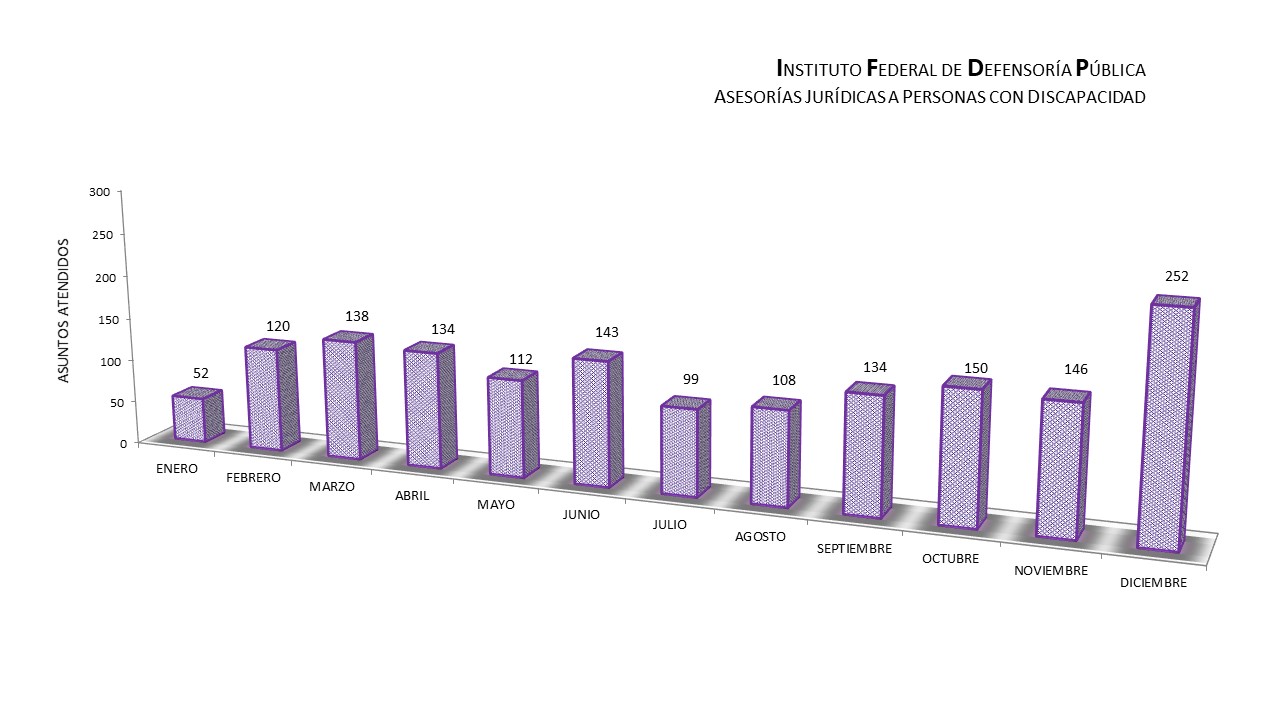 INSTITUTO FEDERAL DE DEFENSORÍA PÚBLICA
ASESORÍAS JURÍDICAS A PERSONAS CON DISCAPACIDAD
ASUNTOS ATENDIDOS
300
250
200
150
100
50
0
52
120
138
134
112
143
99
108
134
150
146
252
ENERO
FEBRERO
MARZO
ABRIL
MAYO
JUNIO
JULIO
AGOSTO
SEPTIEMBRE
OCTUBRE
NOVIEMBRE
DICIEMBRE